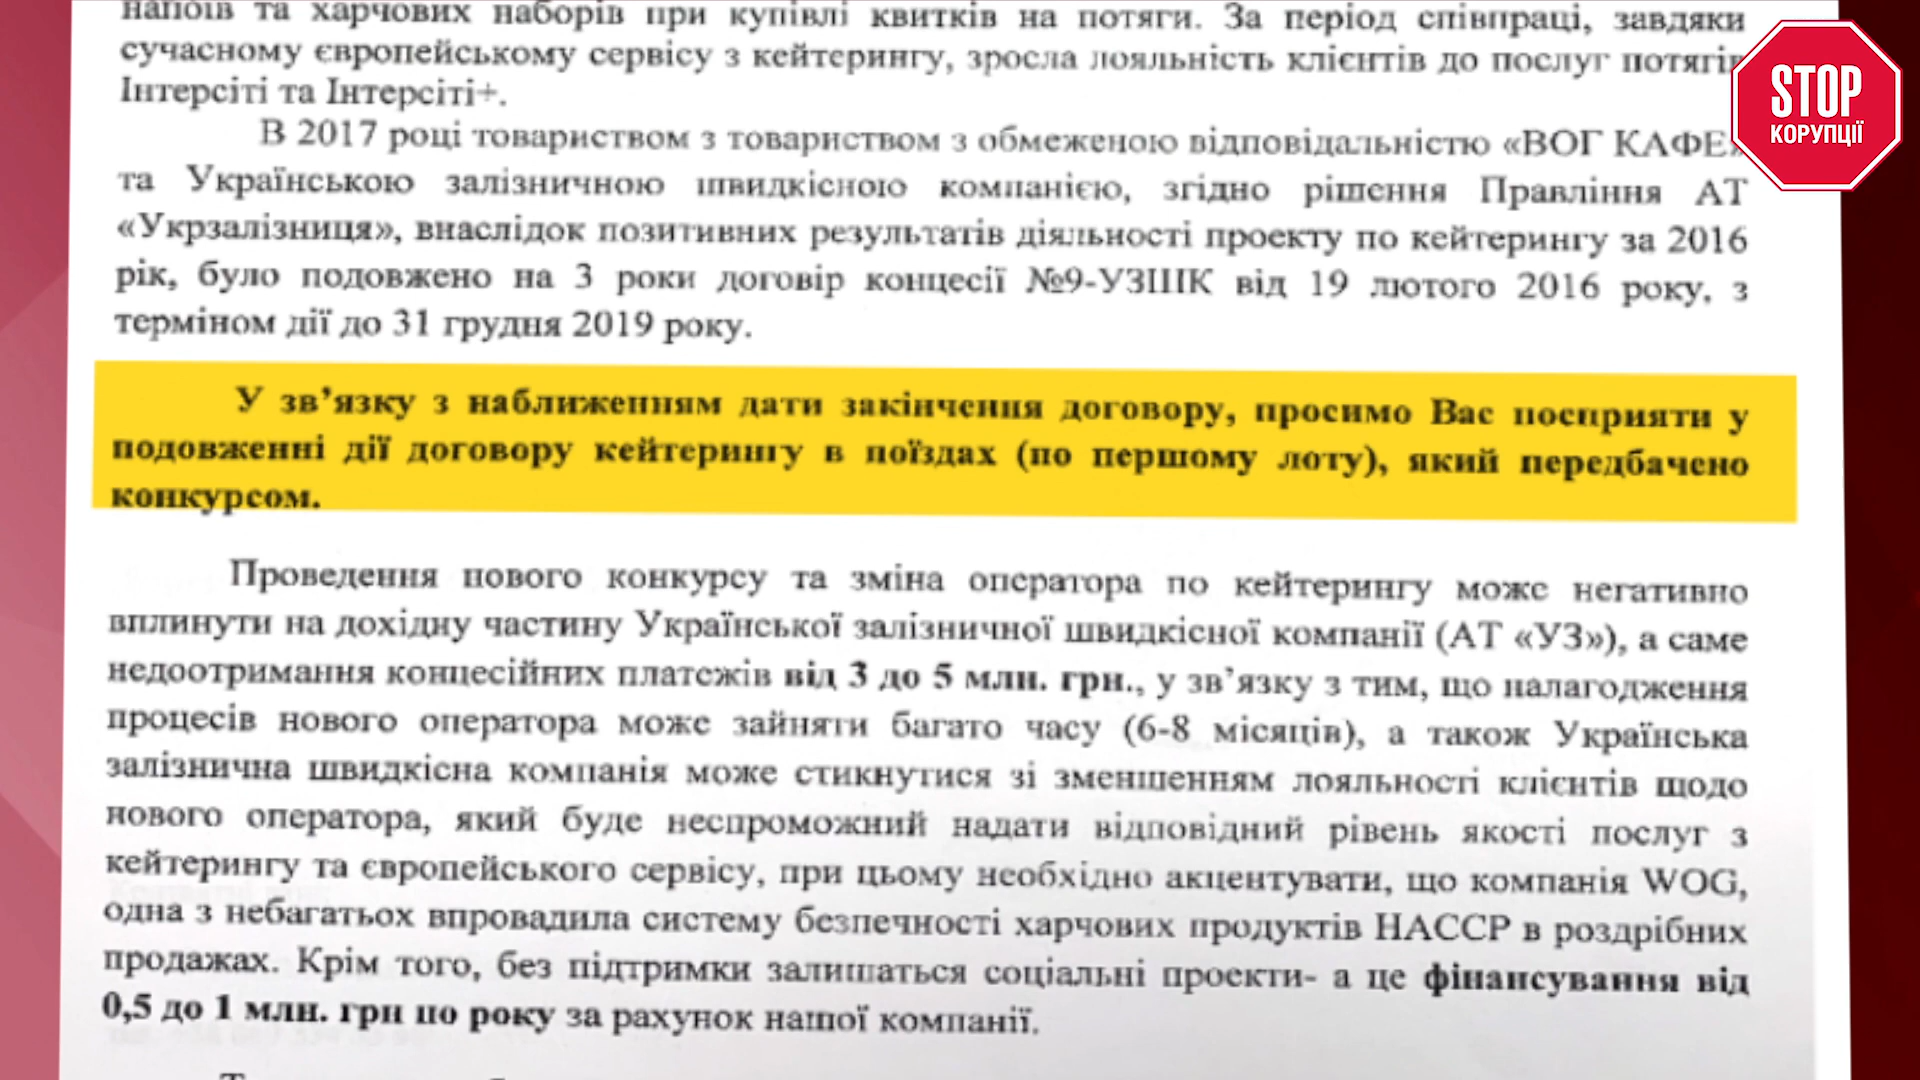 напоїв та харчових наборів при купівлі квитків на потяги. За період співпраці, завдяки
сучасному європейському сервісу з кейтерингу, зросла лояльність клієнтів до послуг потягів
Інтерсіті та Інтерсіті+.
В 2017 році товариством з товариством з обмеженою відповідальністю «ВОГ КАФЕ»
та Українською залізничною швидкісною компанією, згідно рішення Правління АТ
«Укрзалізниця», внаслідок позитивних результатів діяльності проекту по кейтерингу за 2016
рік, було подовжено на 3 роки договір концесії №9-УЗШК від 19 лютого 2016 року, з
терміном дії до 31 грудня 2019 року.
У зв’язку з наближенням дати закінчення договору, просимо Вас посприяти у
подовженні дії договору кейтерингу в поїздах (по першому лоту), який передбачено
конкурсом.
Проведення нового конкурсу та зміна оператора по кейтерингу може негативно
вплинути на дохідну частину Української залізничної швидкісної компанії (АТ «УЗ»), а саме
недоотримання концесійних платежів від 3 до 5 млн. грн., у зв’язку з тим, що налагодження
процесів нового оператора може зайняти багато часу (6-8 місяців), а також Українська
залізнична швидкісна компанія може стикнутися зі зменшенням лояльності клієнтів щодо
нового оператора, який буде неспроможний надати відповідний рівень якості послуг з
кейтерингу та європейського сервісу, при цьому необхідно акцентувати, що компанія WOG,
одна з небагатьох впровадила систему безпечності харчових продуктів НАССР в роздрібних
продажах. Крім того, без підтримки залишаться соціальні проекти- а це фінансування від
0,5 до 1 млн. грн по року за рахунок нашої компанії.
STOP
КОРУПЦІЇ